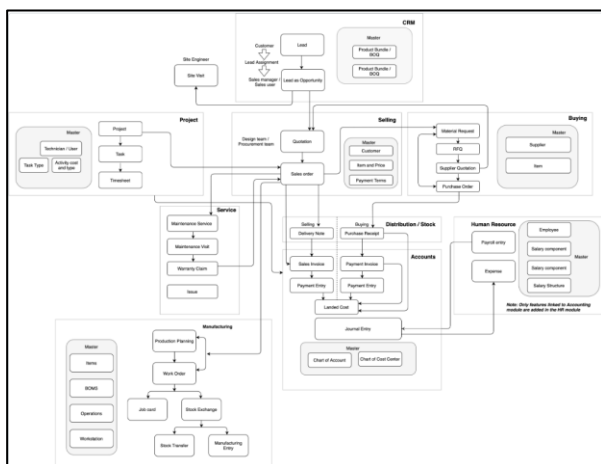 CRM
Customer
Lead
Master
Product Bundle /
BOQ
Product Bundle /
BOQ
Lead Assignment
Sales manager /
Sales user
Lead as Opportunity
Site Engineer
Site Visit
Project
Master
Technician / User
Task Type
Activity cost
and type
Project
Task
Timesheet
Selling
Design team /
Procurement team
Quotation
Sales order
Master
Customer
Item and Price
Payment Terms
Buying
Material Request
RFQ
Supplier Quotation
Purchase Order
Master
Supplier
Item
Service
Maintenance Service
Maintenance Visit
Warranty Claim
Issue
Selling
Buying
Distribution / Stock
Delivery Note
Purchase Receipt
Accounts
Sales Invoice
Payment Invoice
Payment Entry
Payment Entry
Landed Cost
Journal Entry
Master
Chart of Account
Chart of Cost Center
Human Resource
Payroll entry
Expense
Employee
Salary component
Salary component
Salary Structure
Master
Note: Only features linked to Accounting
module are added in the HR module
Manufacturing
Master
Items
BOMS
Operations
Workstation
Production Planning
Work Order
Job card
Stock Exchange
Stock Transfer
Manufacturing
Entry